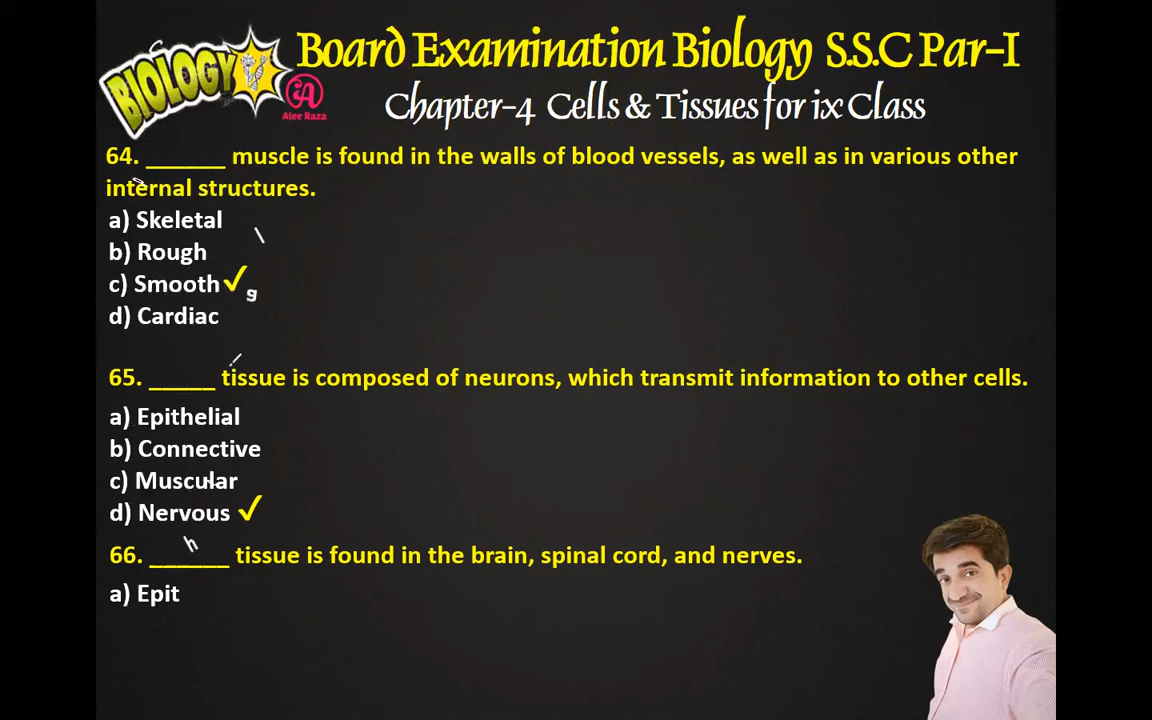 BIOLOGY
Alee Raza
Board Examination Biology S.S.C Par-I
Chapter-4 Cells & Tissues for ix Class
64. ______ muscle is found in the walls of blood vessels, as well as in various other
internal structures.
a) Skeletal
b) Rough
c) Smooth ✓
g
d) Cardiac
65. _____ tissue is composed of neurons, which transmit information to other cells.
a) Epithelial
b) Connective
c) Muscular
d) Nervous ✓
h
66. ______ tissue is found in the brain, spinal cord, and nerves.
a) Epit